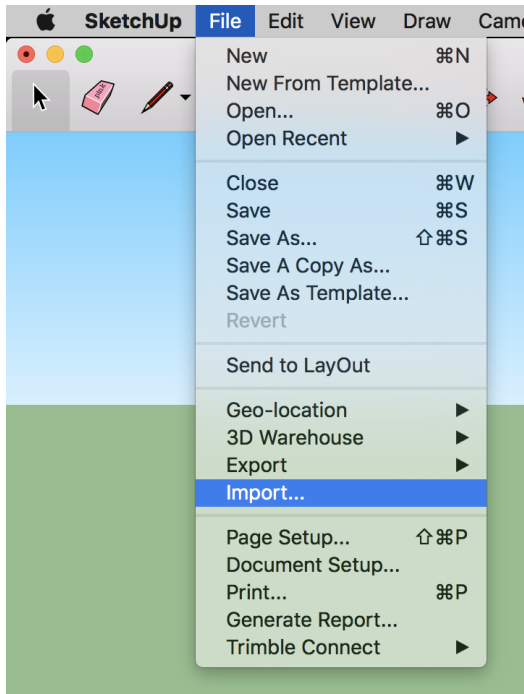 SketchUp File Edit View Draw
New ⌘N
New From Template...
Open... ⌘O
Open Recent ▶
Close ⌘W
Save ⌘S
Save As... ⇧⌘S
Save A Copy As...
Save As Template...
Revert
Send to LayOut
Geo-location ▶
3D Warehouse ▶
Export ▶
Import...
Page Setup... ⇧⌘P
Document Setup...
Print... ⌘P
Generate Report...
Trimble Connect ▶